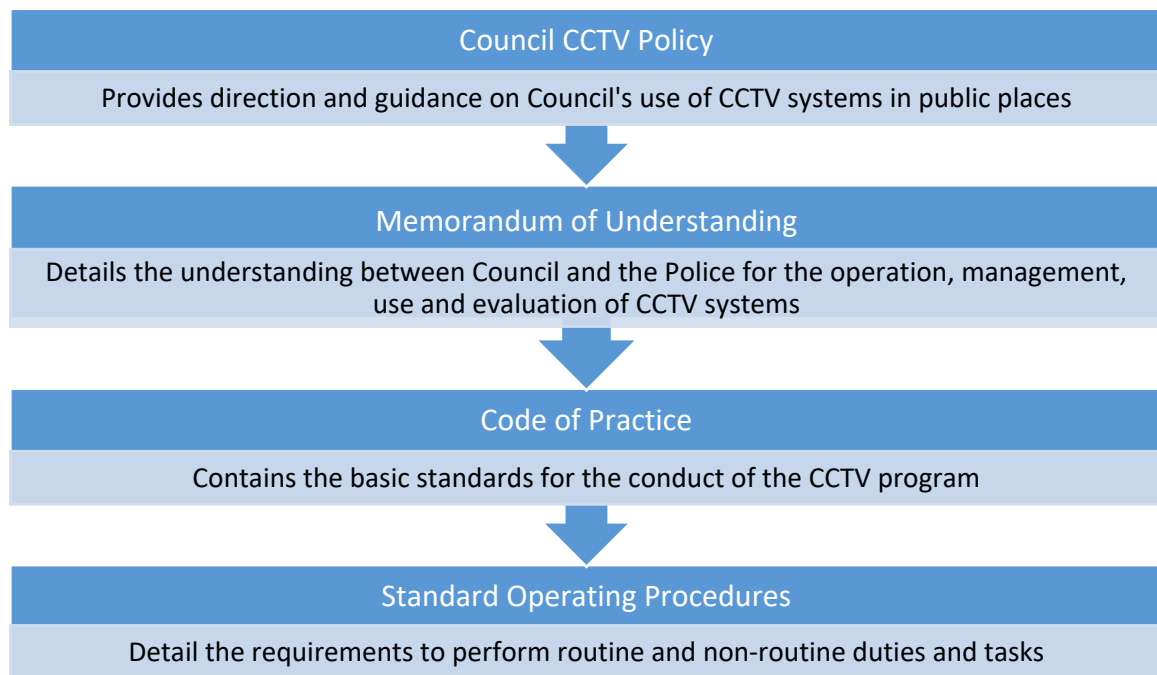 Council CCTV Policy
Provides direction and guidance on Council's use of CCTV systems in public places
Memorandum of Understanding
Details the understanding between Council and the Police for the operation, management,
use and evaluation of CCTV systems
Code of Practice
Contains the basic standards for the conduct of the CCTV program
Standard Operating Procedures
Detail the requirements to perform routine and non-routine duties and tasks